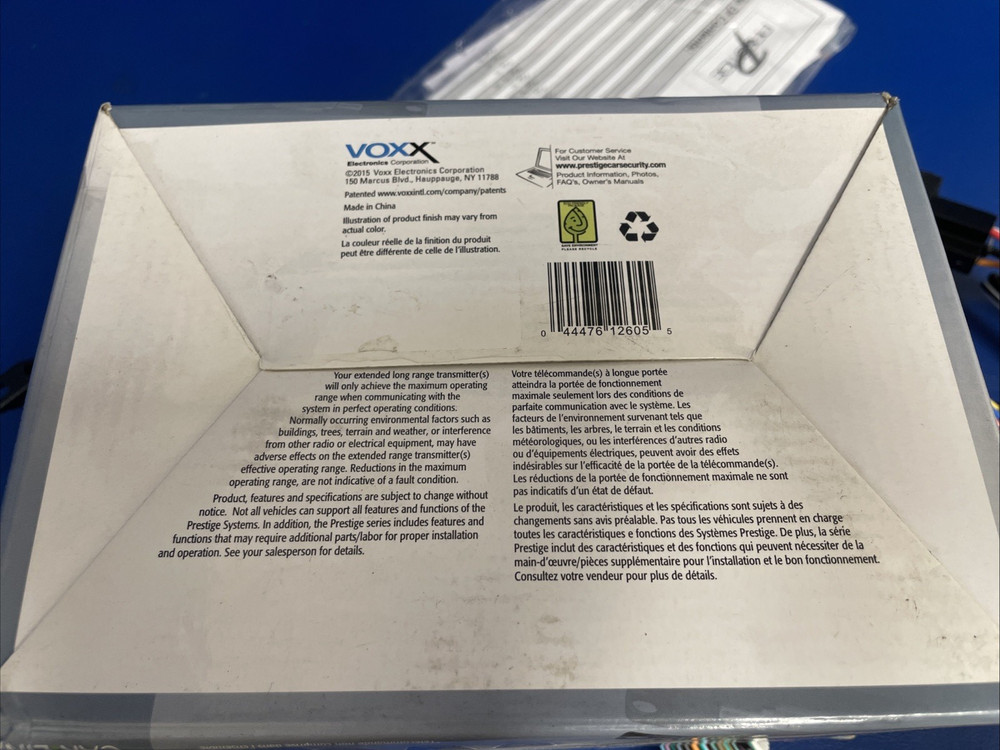 VOXX
Electronics Corporation
©2015 Voxx Electronics Corporation
150 Marcus Blvd., Hauppauge, NY 11788
Patented www.voxxintl.com/company/patents
Made in China
Illustration of product finish may vary from
actual color.
La couleur réelle de la finition du produit
peut être différente de celle de l'illustration.
For Customer Service
Visit Our Website At
www.prestigecarsecurity.com
Product Information, Photos,
FAQ's, Owner's Manuals
SAVE ENVIRONMENT
PLEASE RECYCLE
0 44476 12605 5
Your extended long range transmitter(s)
will only achieve the maximum operating
range when communicating with the
system in perfect operating conditions.
Normally occurring environmental factors such as
buildings, trees, terrain and weather, or interference
from other radio or electrical equipment, may have
adverse effects on the extended range transmitter(s)
effective operating range. Reductions in the maximum
operating range, are not indicative of a fault condition.
Product, features and specifications are subject to change without
notice. Not all vehicles can support all features and functions of the
Prestige Systems. In addition, the Prestige series includes features and
functions that may require additional parts/labor for proper installation
and operation. See your salesperson for details.
Votre télécommande(s) à longue portée
atteindra la portée de fonctionnement
maximale seulement lors des conditions de
parfaite communication avec le système. Les
facteurs de l'environnement survenant tels que
les bâtiments, les arbres, le terrain et les conditions
météorologiques, ou les interférences d'autres radio
ou d'équipements électriques, peuvent avoir des effets
indésirables sur l'efficacité de la portée de la télécommande(s).
Les réductions de la portée de fonctionnement maximale ne sont
pas indicatifs d'un état de défaut.
Le produit, les caractéristiques et les spécifications sont sujets à des
changements sans avis préalable. Pas tous les véhicules prennent en charge
toutes les caractéristiques e fonctions des Systèmes Prestige. De plus, la série
Prestige inclut des caractéristiques et des fonctions qui peuvent nécessiter de la
main-d'œuvre/pièces supplémentaire pour l'installation et le bon fonctionnement.
Consultez votre vendeur pour plus de détails.